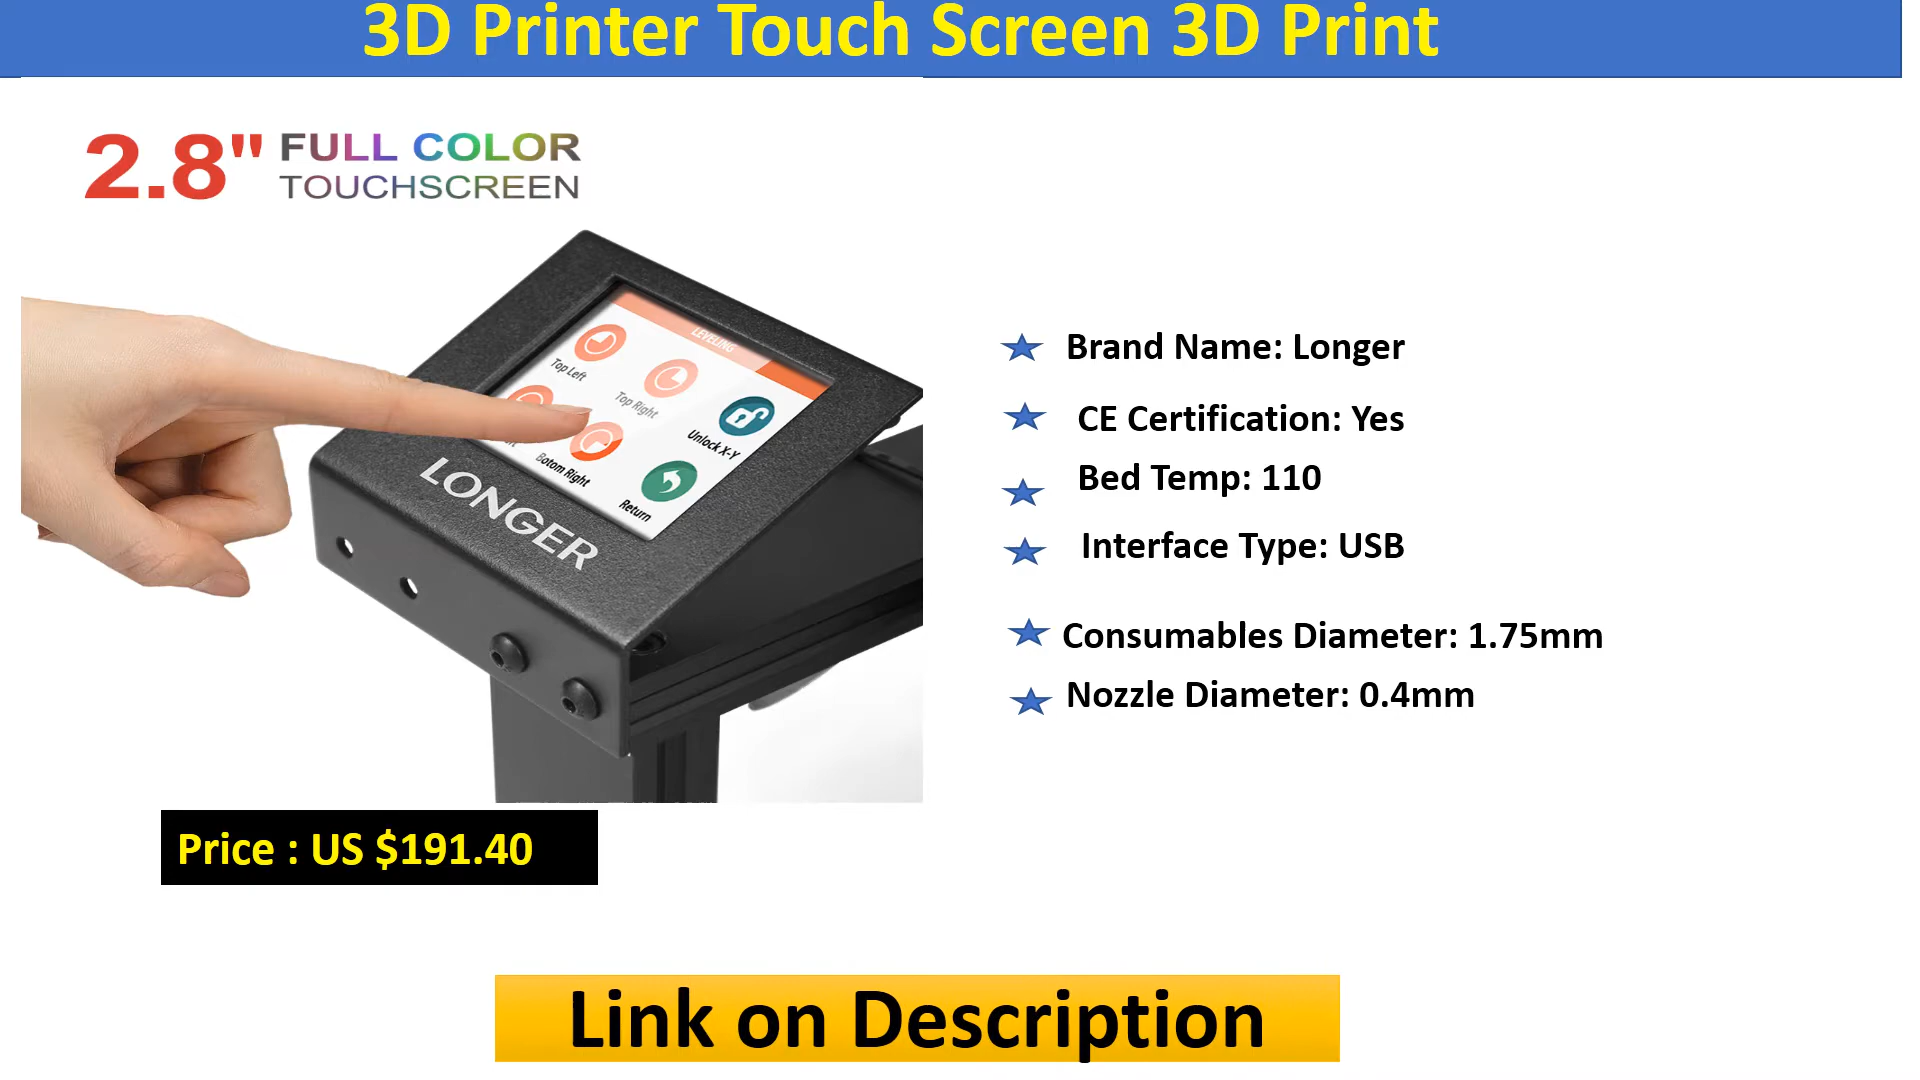 3D Printer Touch Screen 3D Print
2.8" FULL COLOR
TOUCHSCREEN
LEVELING
Top Left
Top Right
Unlock X-Y
Botom Right
Return
LONGER
Brand Name: Longer
CE Certification: Yes
Bed Temp: 110
Interface Type: USB
Consumables Diameter: 1.75mm
Nozzle Diameter: 0.4mm
Price : US $191.40
Link on Description